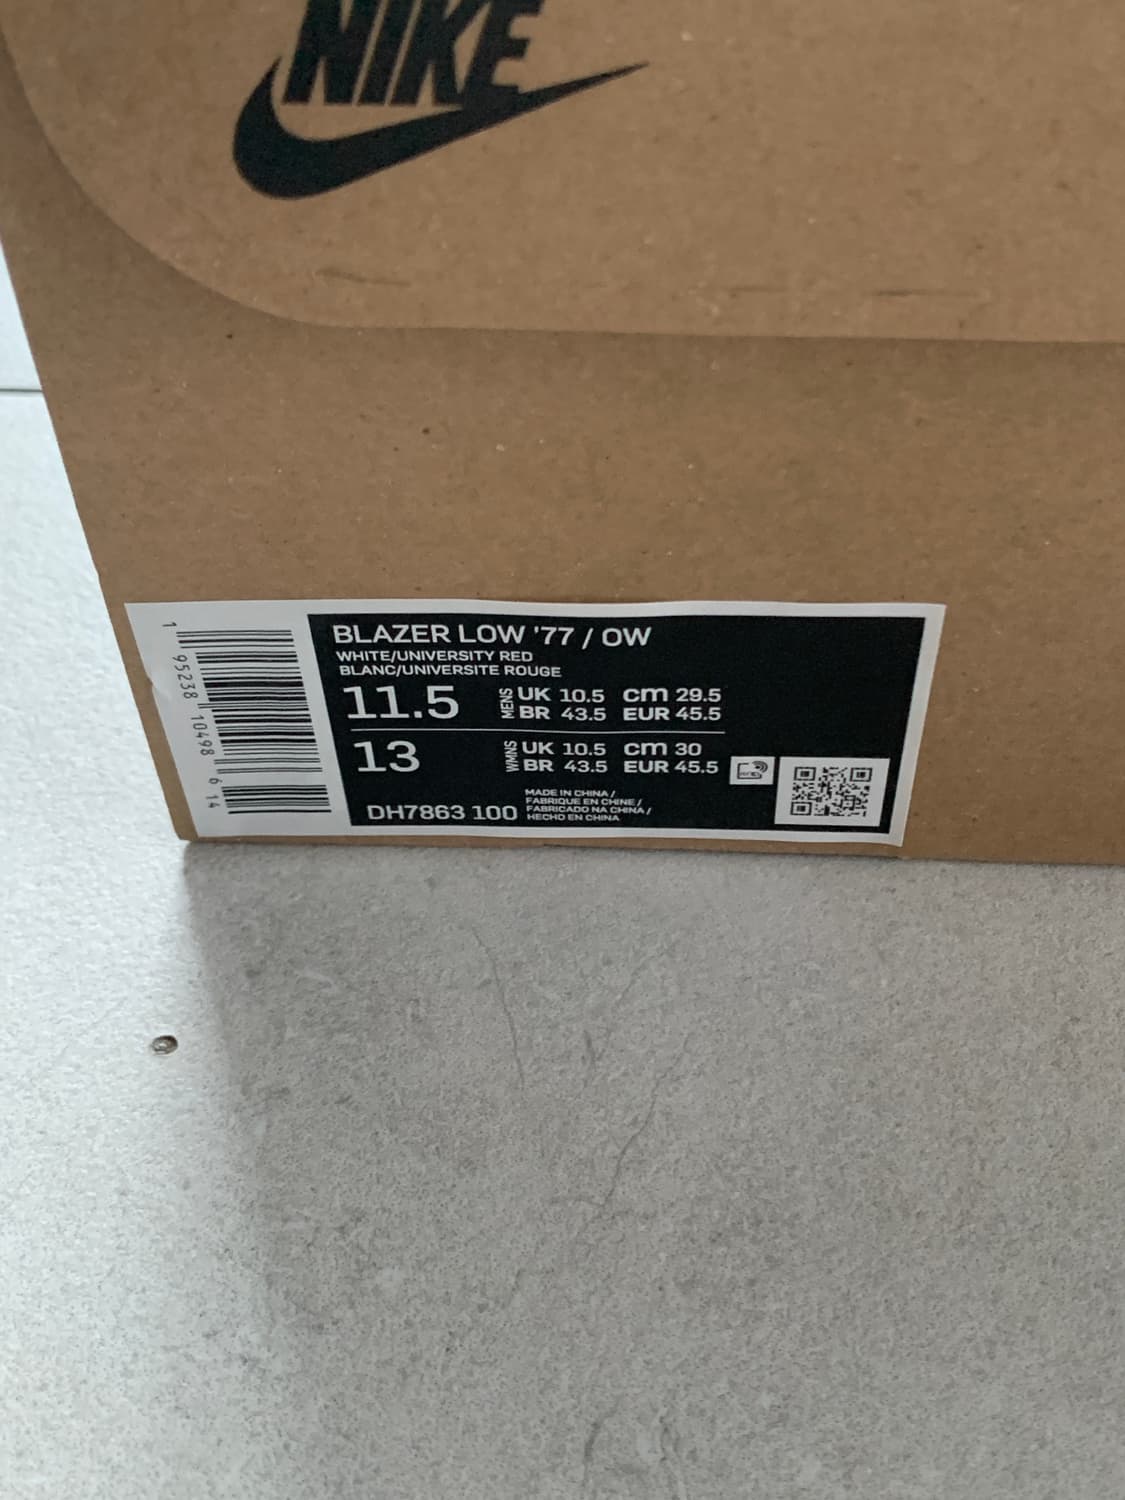 NIKE
BLAZER LOW '77 / OW
WHITE/UNIVERSITY RED
BLANC/UNIVERSITE ROUGE
11.5 MENS UK 10.5 cm 29.5
BR 43.5 EUR 45.5
13 WMNS UK 10.5 cm 30
BR 43.5 EUR 45.5
DH7863 100
MADE IN CHINA /
FABRIQUE EN CHINE /
FABRICADO NA CHINA /
HECHO EN CHINA
1 95238 10498 6 14